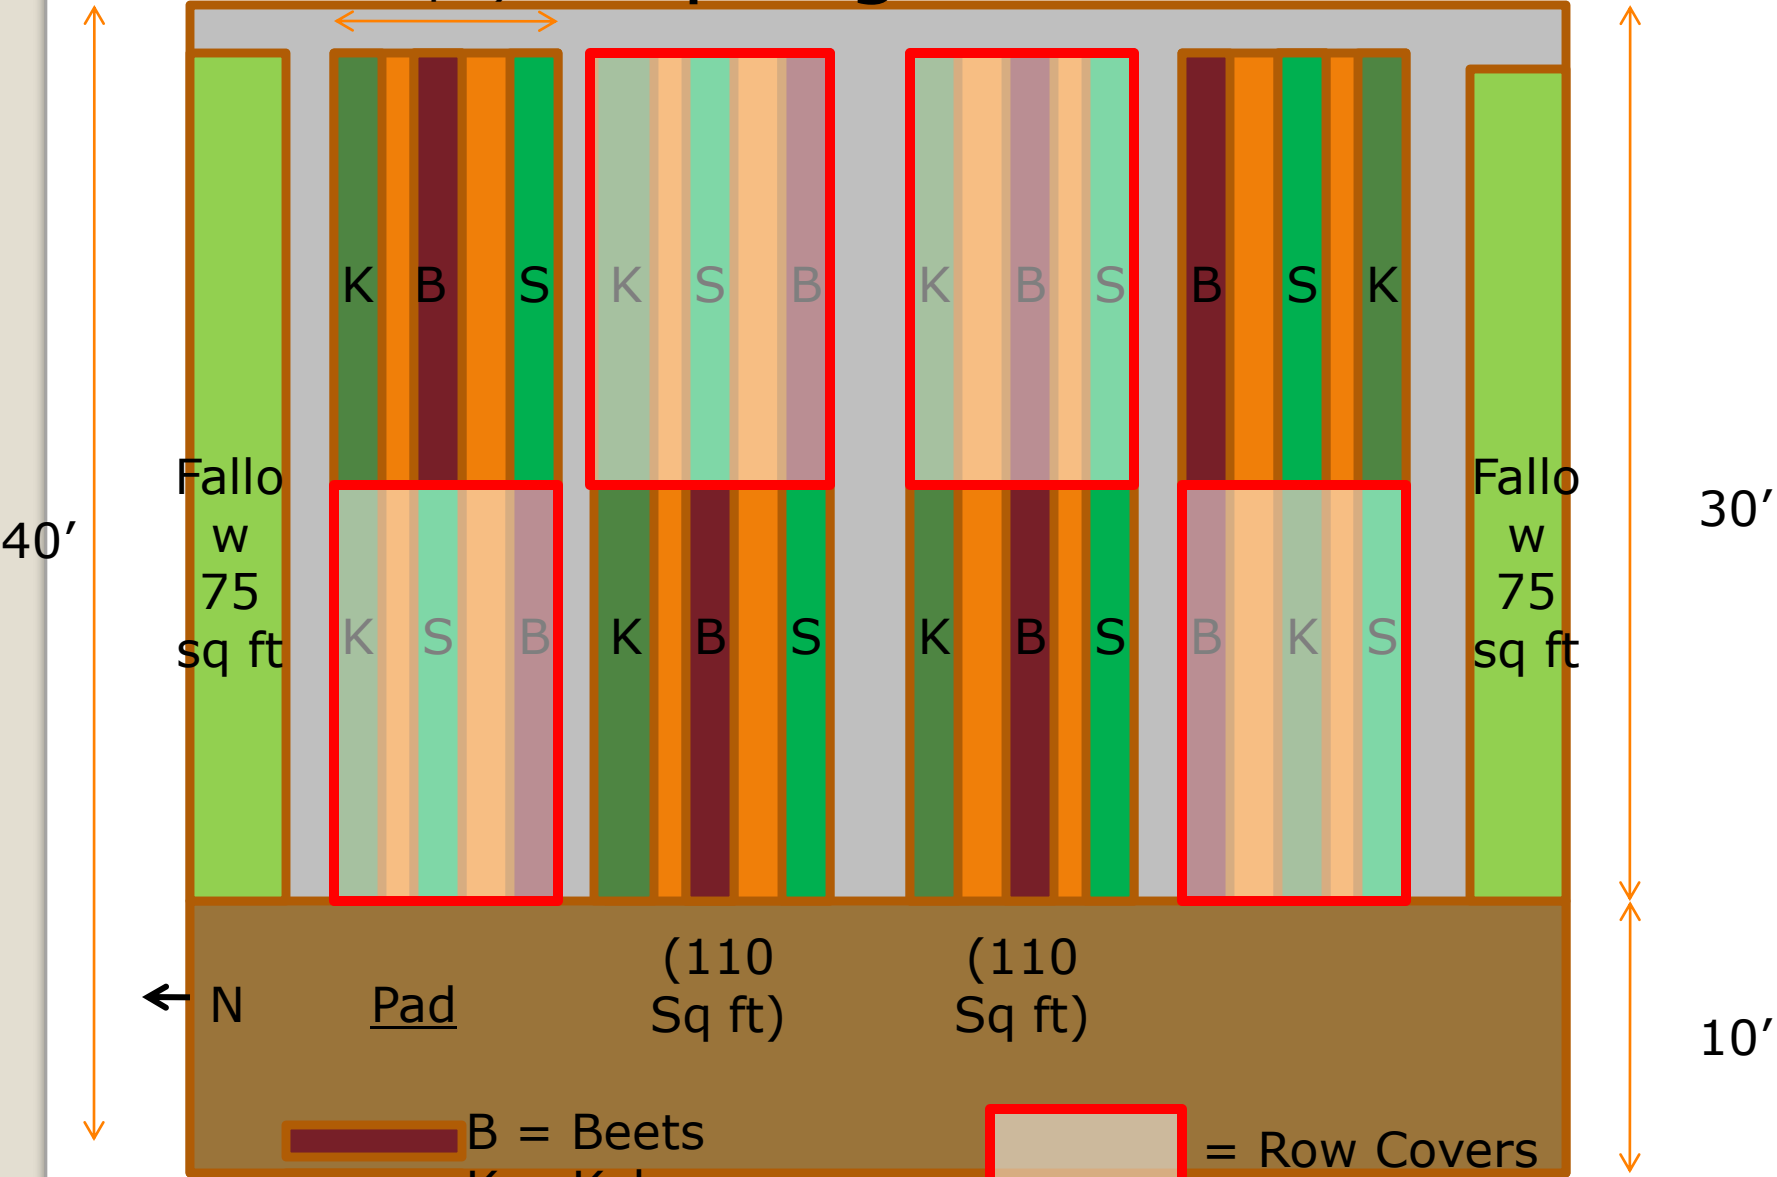 K B S K S B K B S B S K
Fallo
w
75
sq ft
Fallo
w
75
sq ft
40’
30’
K S B K B S K B S B K S
(110
Sq ft)
(110
Sq ft)
N
Pad
10’
B = Beets
= Row Covers